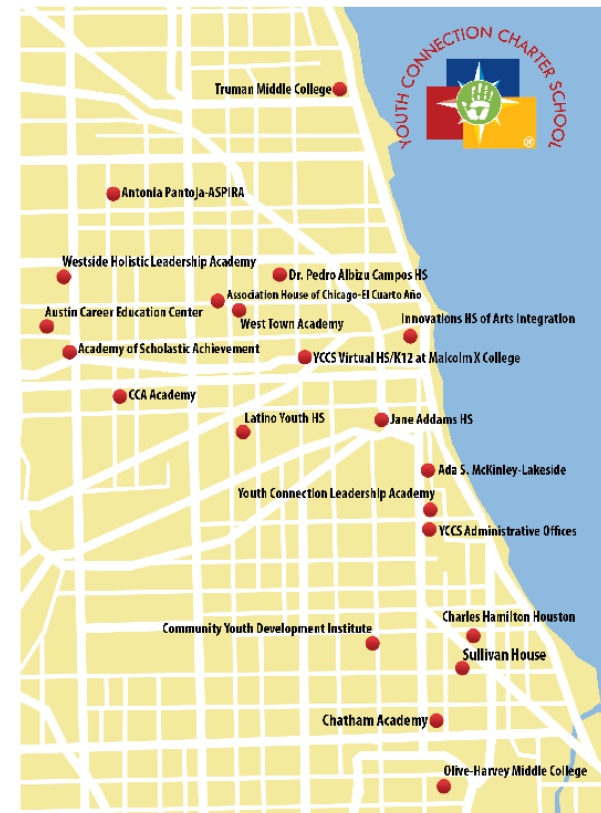 YOUTH CONNECTION CHARTER SCHOOL
®
Truman Middle College
Antonia Pantoja-ASPIRA
Westside Holistic Leadership Academy
Dr. Pedro Albizu Campos HS
Association House of Chicago-El Cuarto Año
Austin Career Education Center
West Town Academy
Innovations HS of Arts Integration
Academy of Scholastic Achievement
YCCS Virtual HS/K12 at Malcolm X College
CCA Academy
Latino Youth HS
Jane Addams HS
Ada S. McKinley-Lakeside
Youth Connection Leadership Academy
YCCS Administrative Offices
Charles Hamilton Houston
Community Youth Development Institute
Sullivan House
Chatham Academy
Olive-Harvey Middle College